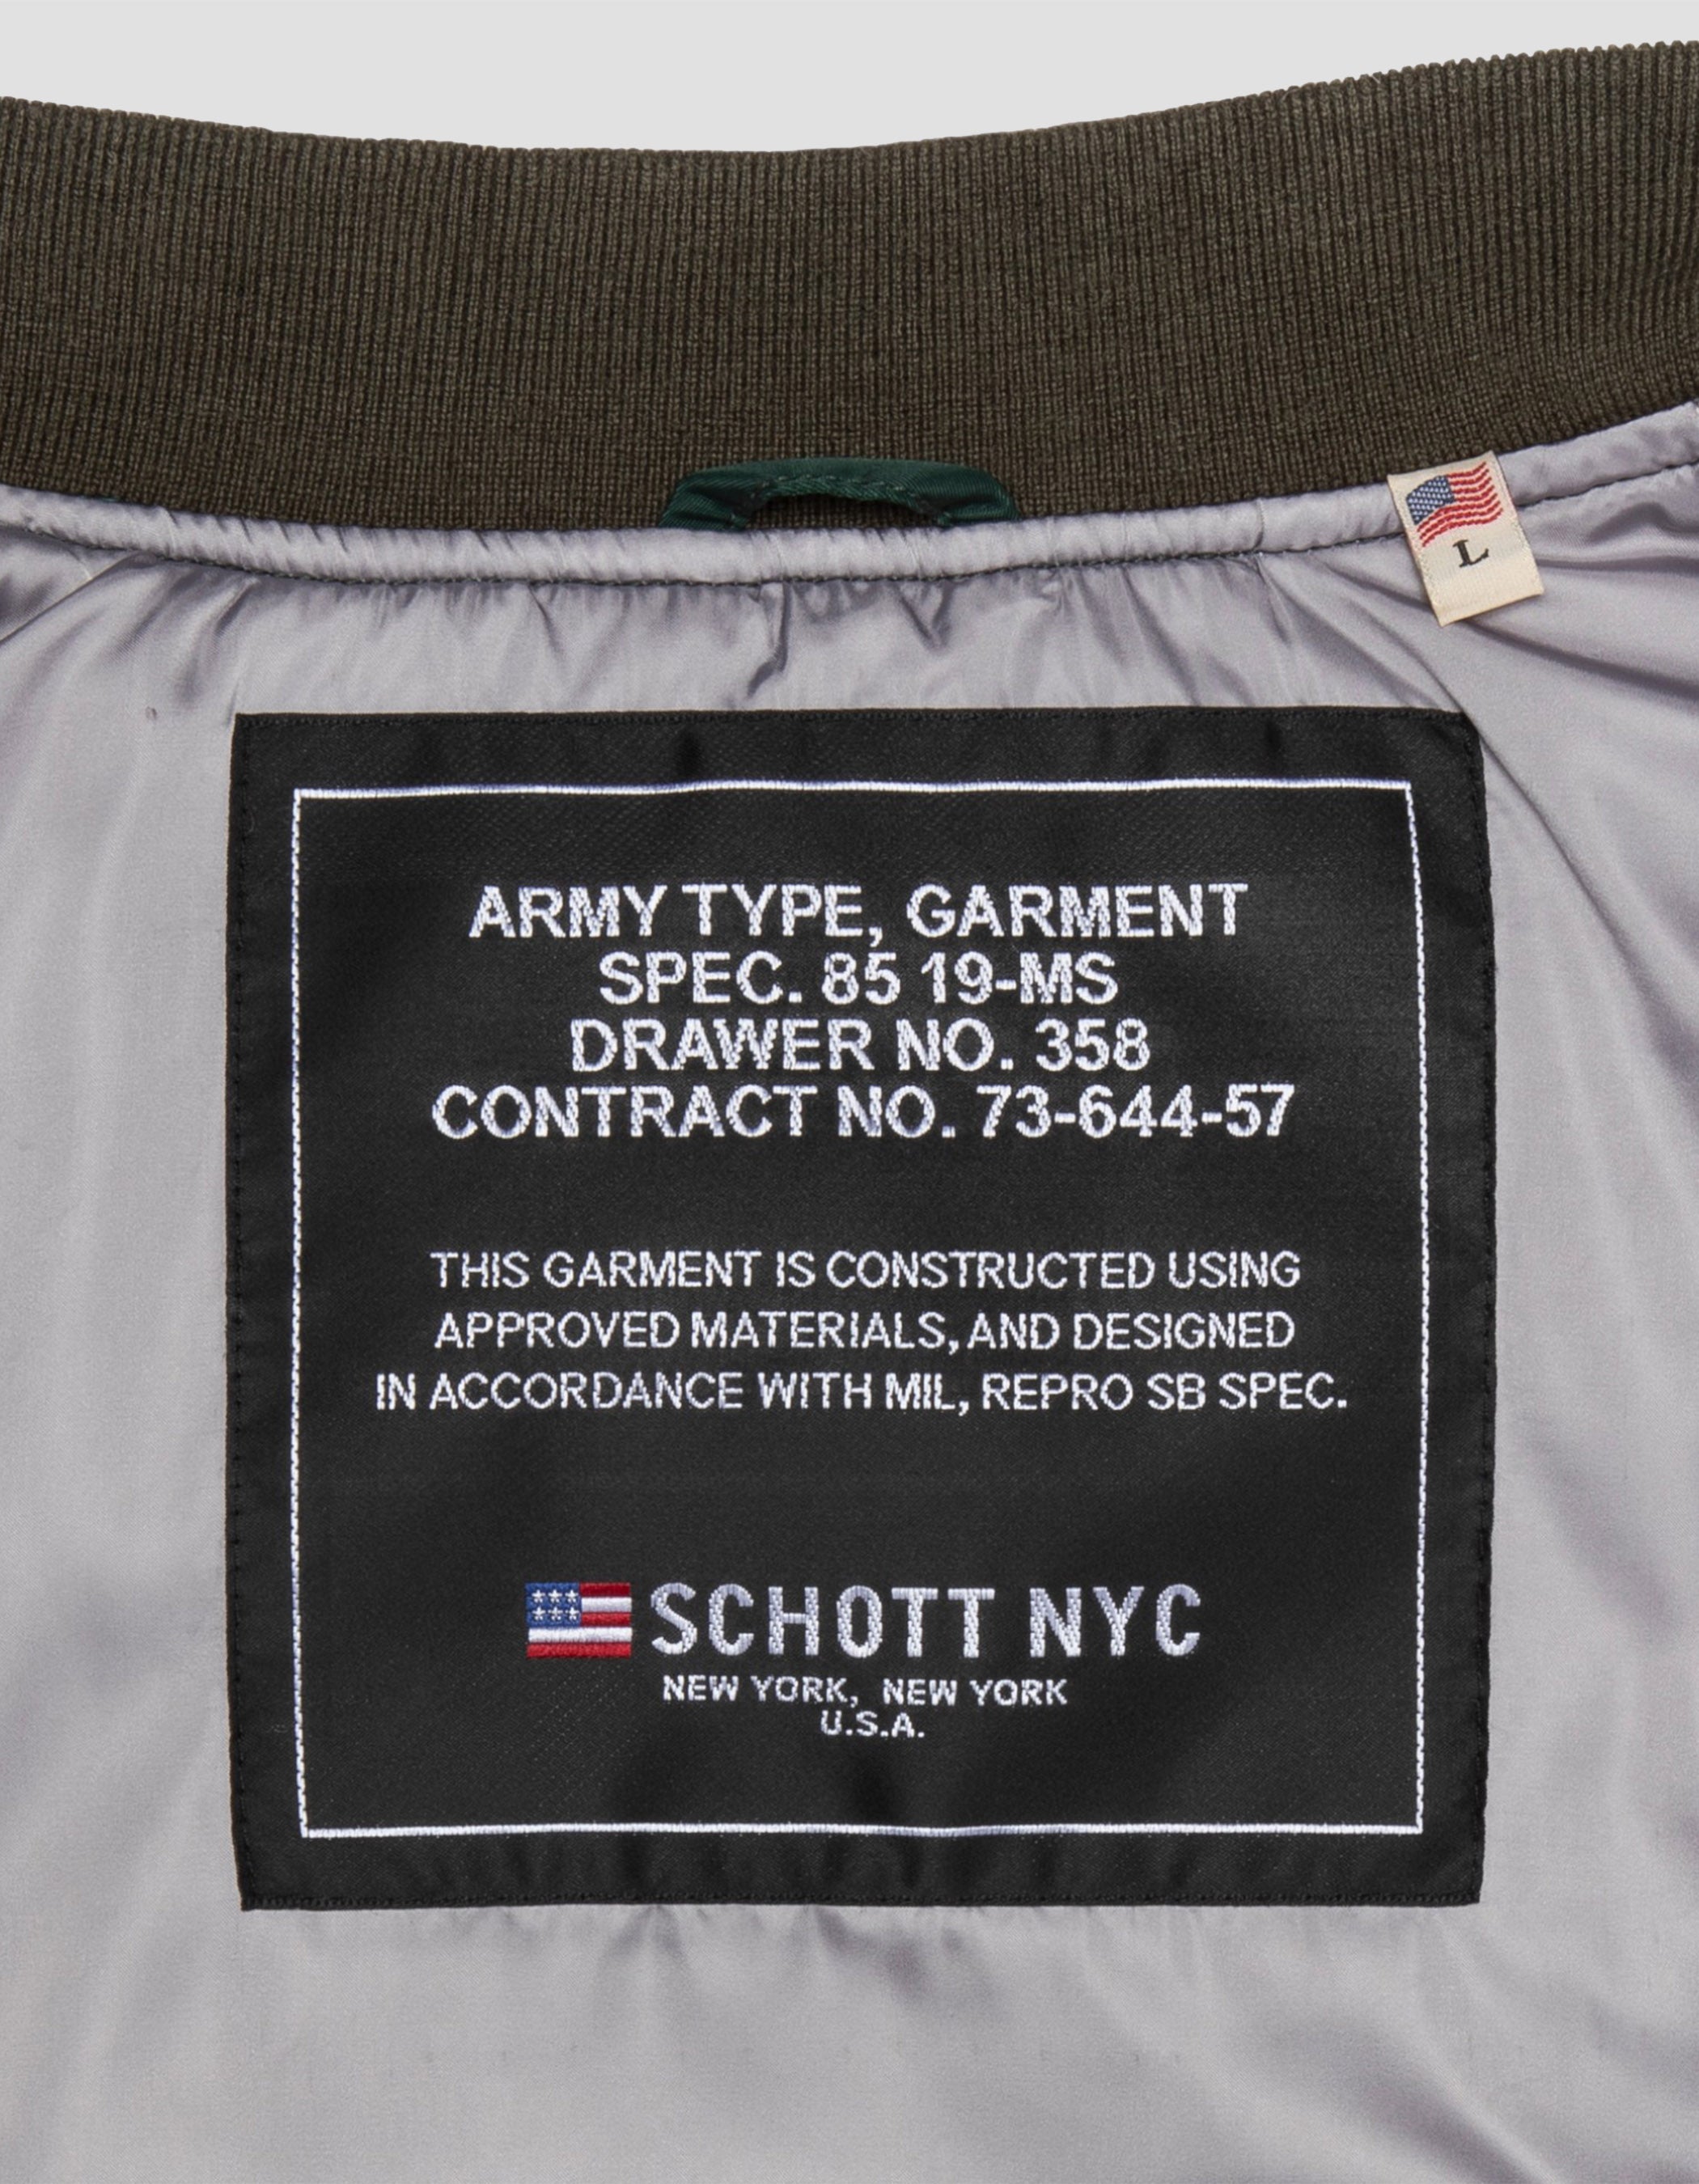 L
ARMY TYPE, GARMENT
SPEC. 85 19-MS
DRAWER NO. 358
CONTRACT NO. 73-644-57
THIS GARMENT IS CONSTRUCTED USING
APPROVED MATERIALS, AND DESIGNED
IN ACCORDANCE WITH MIL, REPRO SB SPEC.
SCHOTT NYC
NEW YORK, NEW YORK
U.S.A.